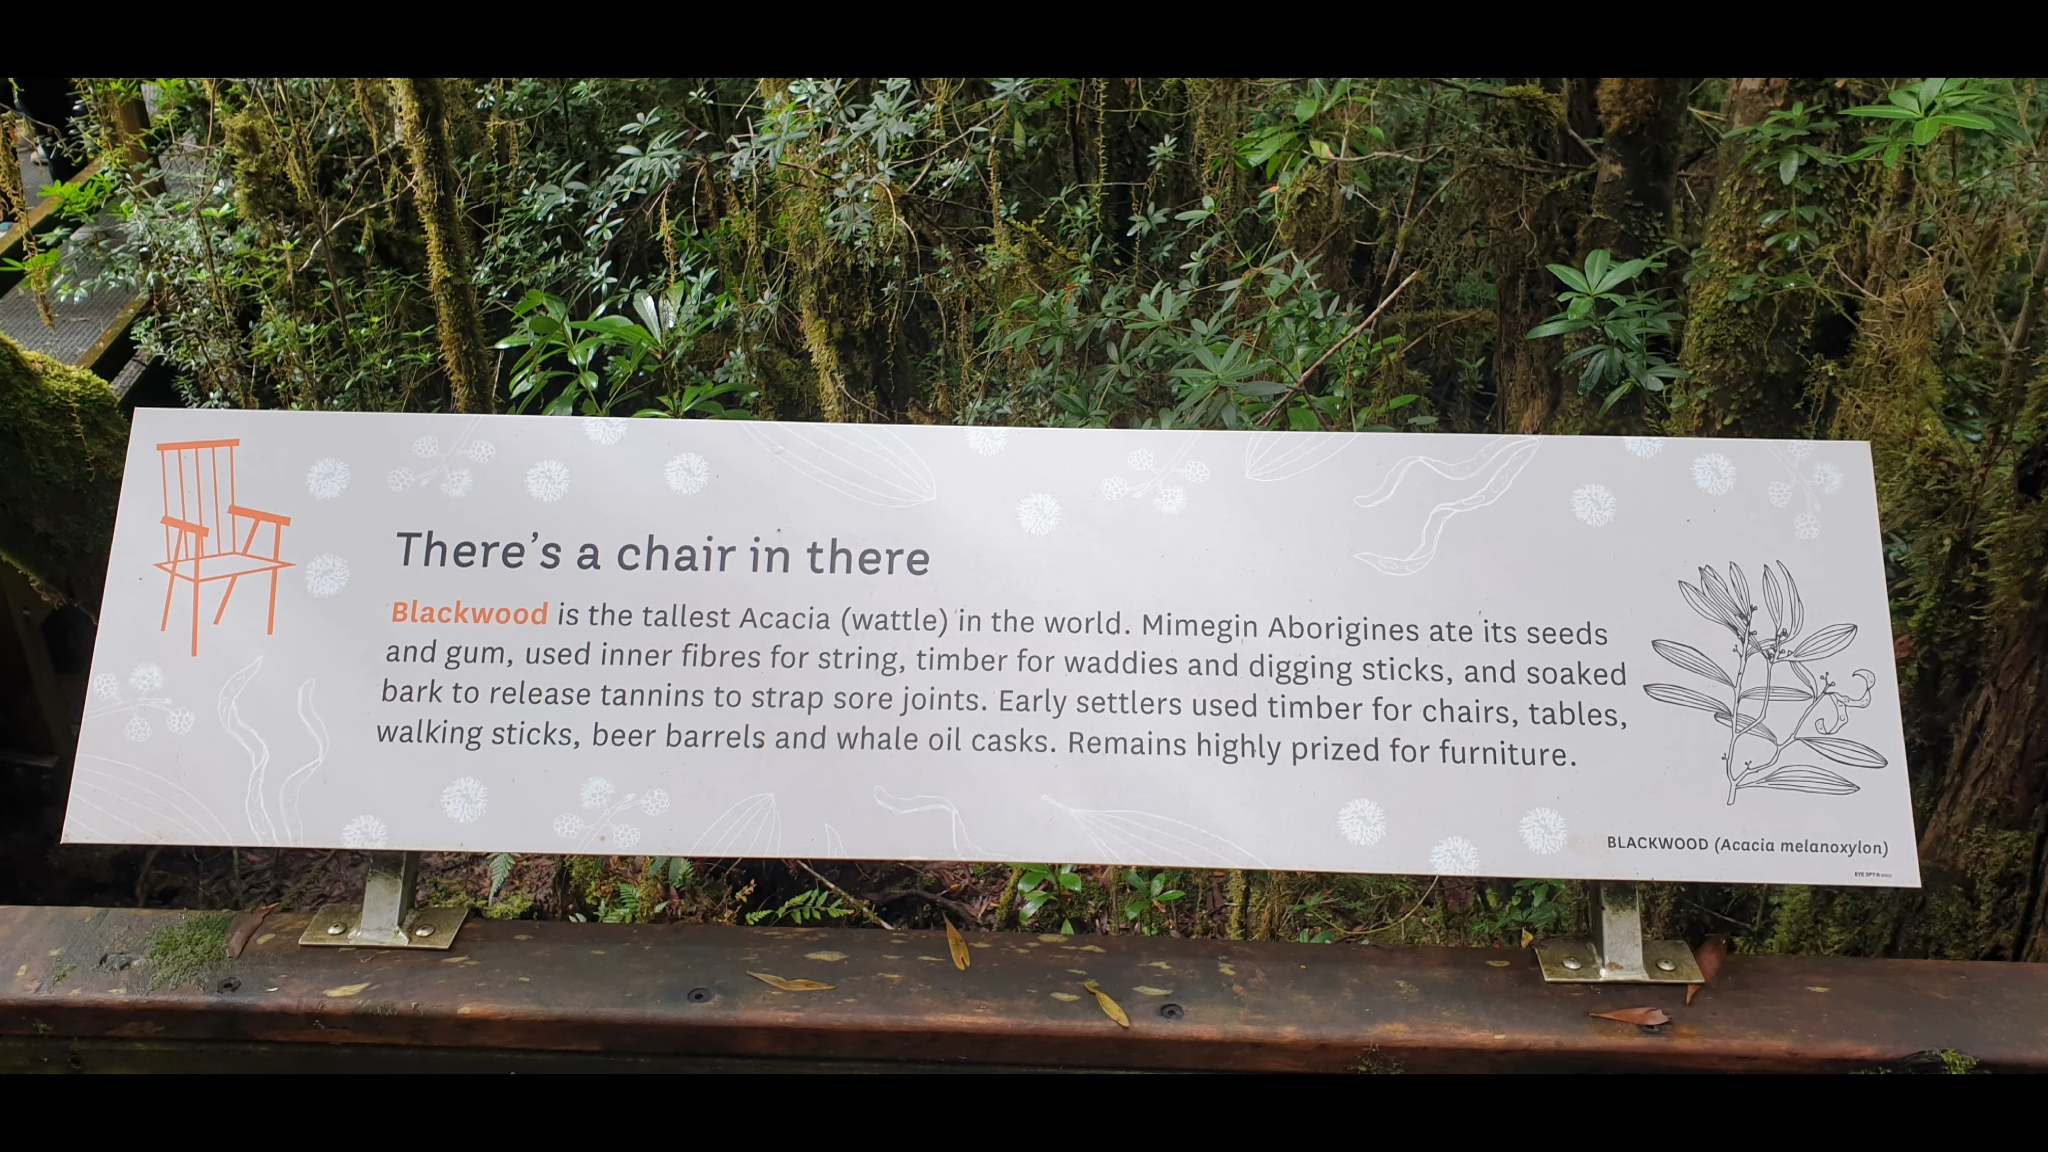 There's a chair in there
Blackwood is the tallest Acacia (wattle) in the world. Mimegin Aborigines ate its seeds
and gum, used inner fibres for string, timber for waddies and digging sticks, and soaked
bark to release tannins to strap sore joints. Early settlers used timber for chairs, tables,
walking sticks, beer barrels and whale oil casks. Remains highly prized for furniture.
BLACKWOOD (Acacia melanoxylon)
EYE SPY